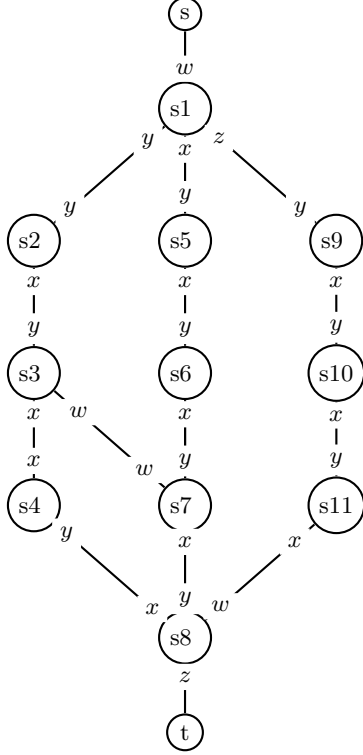 s
w
s1
y x z
y y y
s2 s5 s9
x x x
y y y
s3 s6 s10
x w x x
x w y y
s4 s7 s11
y x x
x y w
s8
z
t